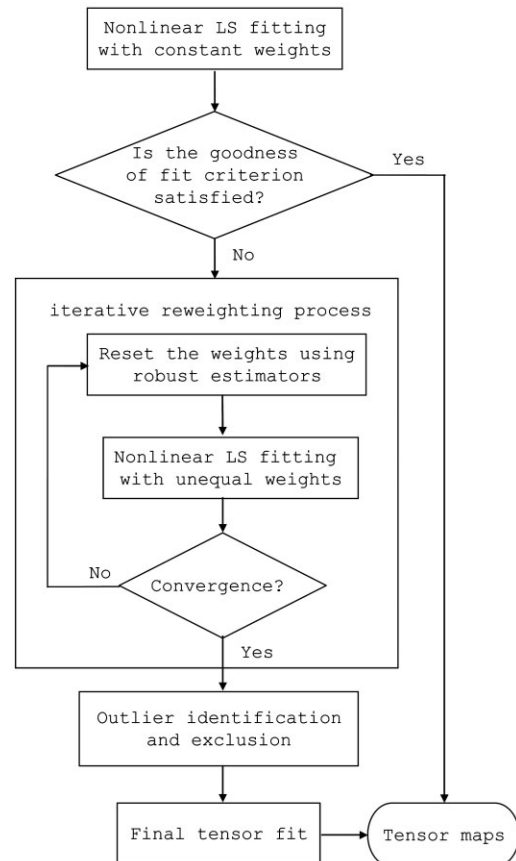 Nonlinear LS fitting
with constant weights
Is the goodness
of fit criterion
satisfied?
Yes
No
iterative reweighting process
Reset the weights using
robust estimators
Nonlinear LS fitting
with unequal weights
No
Convergence?
Yes
Outlier identification
and exclusion
Final tensor fit
Tensor maps